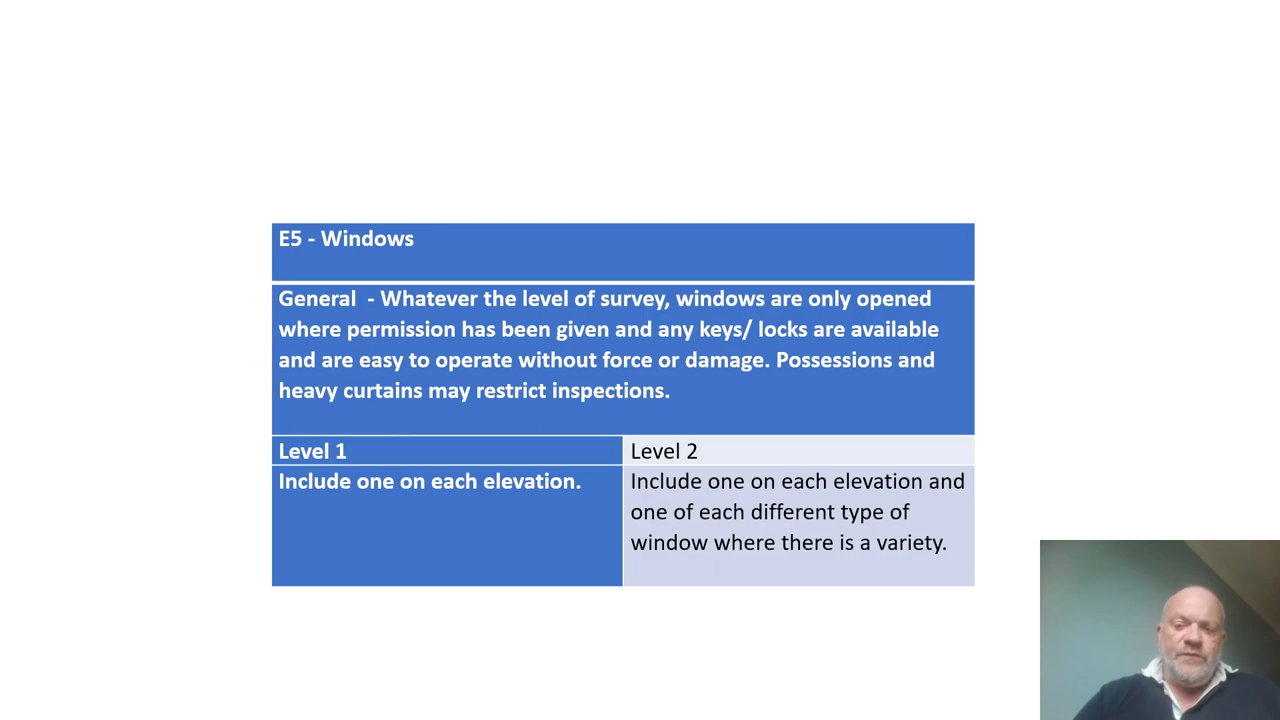 E5 - Windows
General  - Whatever the level of survey, windows are only opened
where permission has been given and any keys/ locks are available
and are easy to operate without force or damage. Possessions and
heavy curtains may restrict inspections.
Level 1
Level 2
Include one on each elevation.
Include one on each elevation and
one of each different type of
window where there is a variety.